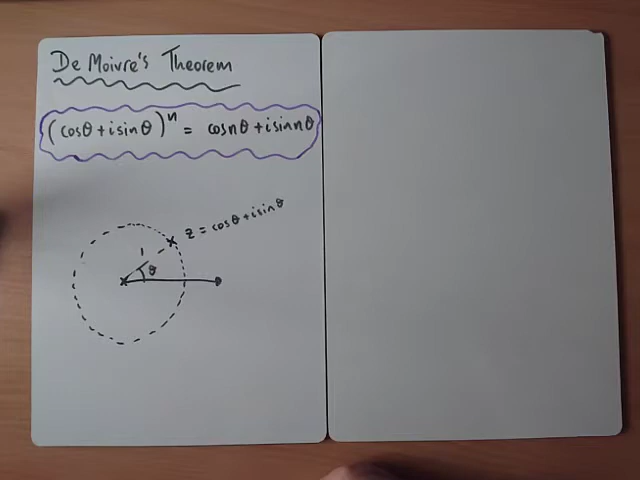 De Moivre's Theorem
(cosθ + isinθ)ⁿ = cosnθ + isinnθ
z = cosθ + isinθ
1
θ